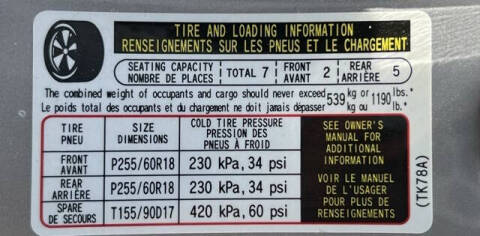 TIRE AND LOADING INFORMATION
RENSEIGNEMENTS SUR LES PNEUS ET LE CHARGEMENT
SEATING CAPACITY
NOMBRE DE PLACES
TOTAL 7
FRONT
AVANT
2
REAR
ARRIÈRE
5
The combined weight of occupants and cargo should never exceed
Le poids total des occupants et du chargement ne doit jamais dépasser
539 kg or
kg ou
1190 lbs.*
lb.*
TIRE
PNEU
SIZE
DIMENSIONS
COLD TIRE PRESSURE
PRESSION DES
PNEUS À FROID
FRONT
AVANT
P255/60R18
230 kPa, 34 psi
REAR
ARRIÈRE
P255/60R18
230 kPa, 34 psi
SPARE
DE SECOURS
T155/90D17
420 kPa, 60 psi
SEE OWNER'S
MANUAL FOR
ADDITIONAL
INFORMATION
VOIR LE MANUEL
DE L'USAGER
POUR PLUS DE
RENSEIGNEMENTS
(TK78A)